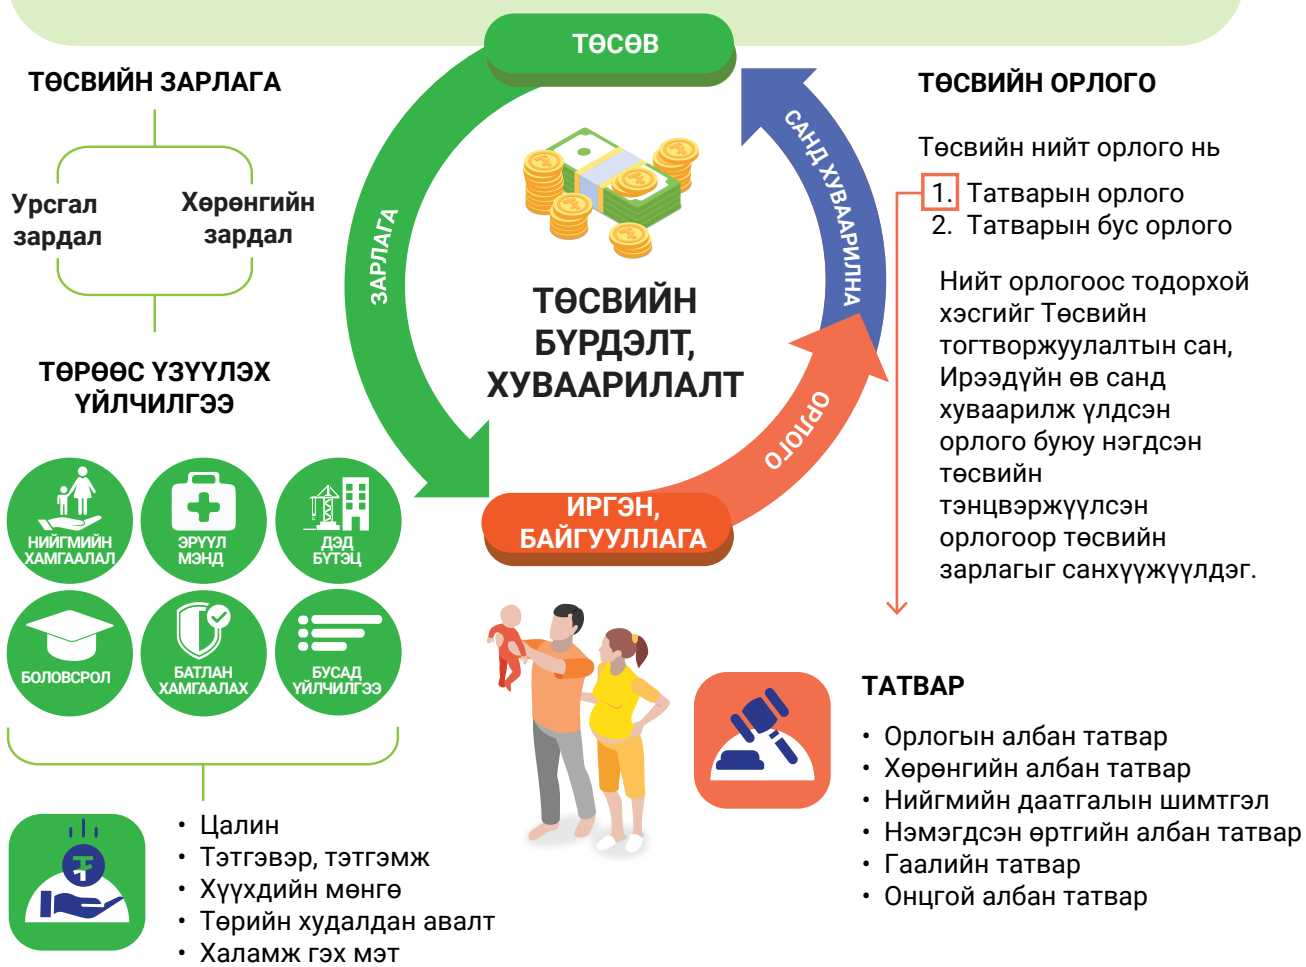 ТӨСӨВ
ТӨСВИЙН ЗАРЛАГА
Урсгал
зардал
Хөрөнгийн
зардал
ТӨРӨӨС ҮЗҮҮЛЭХ
ҮЙЛЧИЛГЭЭ
НИЙГМИЙН
ХАМГААЛАЛ
ЭРҮҮЛ
МЭНД
ДЭД
БҮТЭЦ
БОЛОВСРОЛ
БАТЛАН
ХАМГААЛАХ
БУСАД
ҮЙЛЧИЛГЭЭ
• Цалин
• Тэтгэвэр, тэтгэмж
• Хүүхдийн мөнгө
• Төрийн худалдан авалт
• Халамж гэх мэт
ЗАРЛАГА
ТӨСВИЙН
БҮРДЭЛТ,
ХУВААРИЛАЛТ
САНД ХУВААРИЛНА
ОРЛОГО
ИРГЭН,
БАЙГУУЛЛАГА
ТӨСВИЙН ОРЛОГО
Төсвийн нийт орлого нь
1. Татварын орлого
2. Татварын бус орлого
Нийт орлогоос тодорхой
хэсгийг Төсвийн
тогтворжуулалтын сан,
Ирээдүйн өв санд
хуваарилж үлдсэн
орлого буюу нэгдсэн
төсвийн
тэнцвэржүүлсэн
орлогоор төсвийн
зарлагыг санхүүжүүлдэг.
ТАТВАР
• Орлогын албан татвар
• Хөрөнгийн албан татвар
• Нийгмийн даатгалын шимтгэл
• Нэмэгдсэн өртгийн албан татвар
• Гаалийн татвар
• Онцгой албан татвар